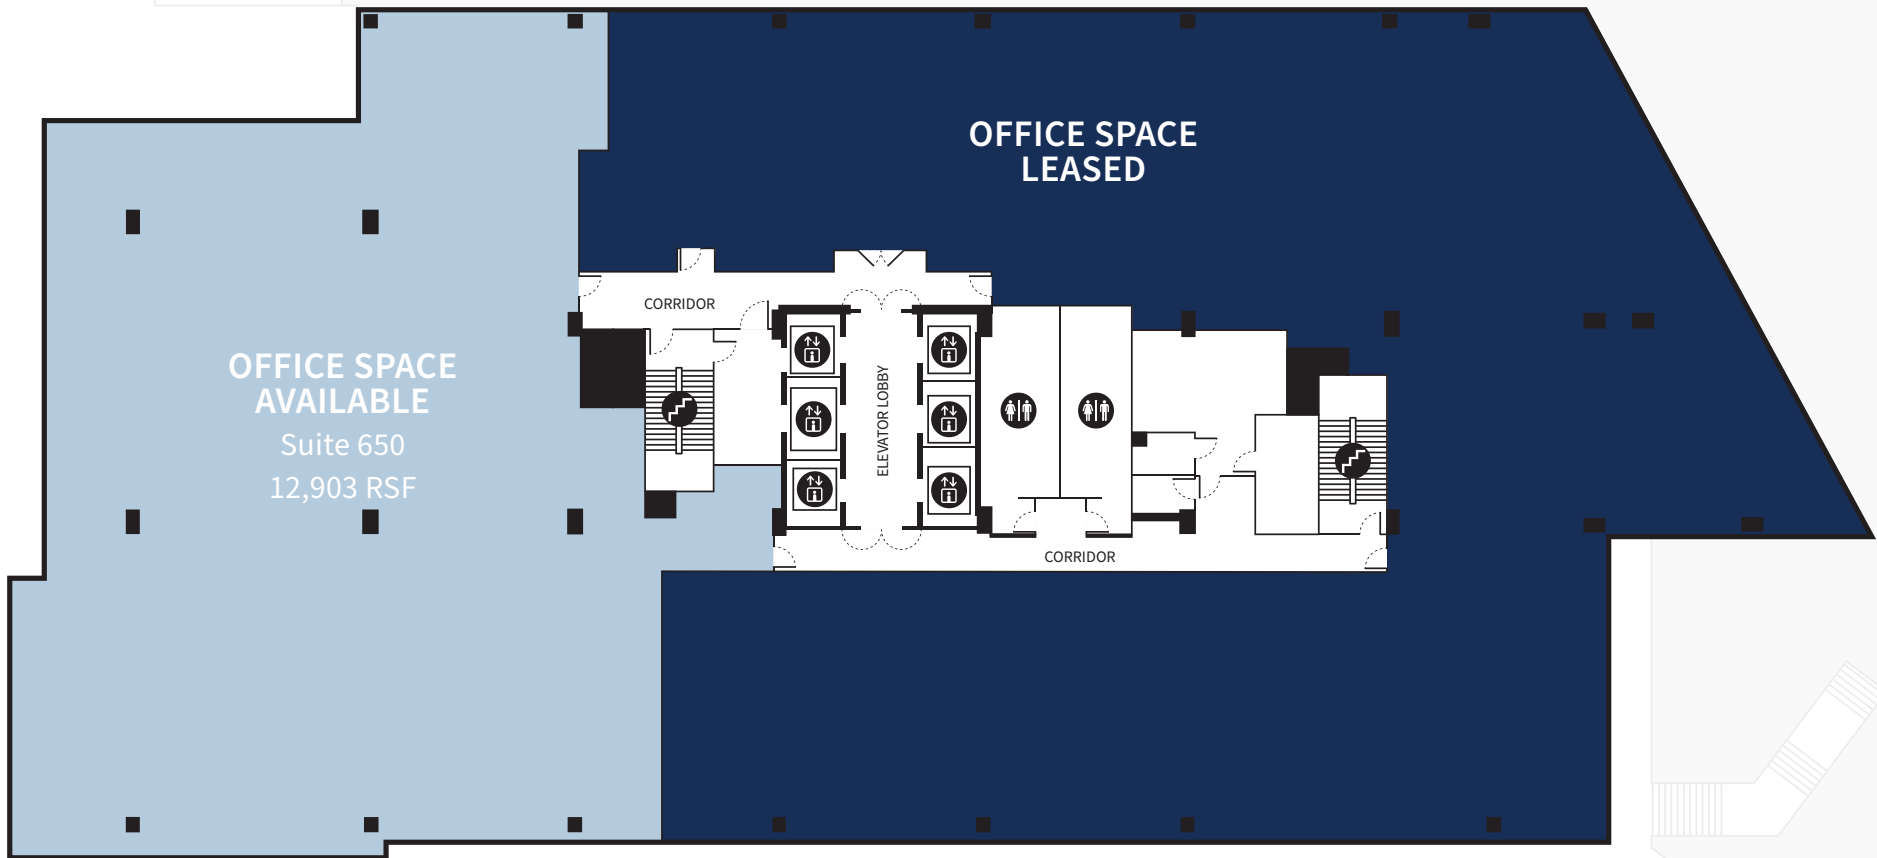 OFFICE SPACE
LEASED
CORRIDOR
OFFICE SPACE
AVAILABLE
Suite 650
12,903 RSF
ELEVATOR LOBBY
CORRIDOR